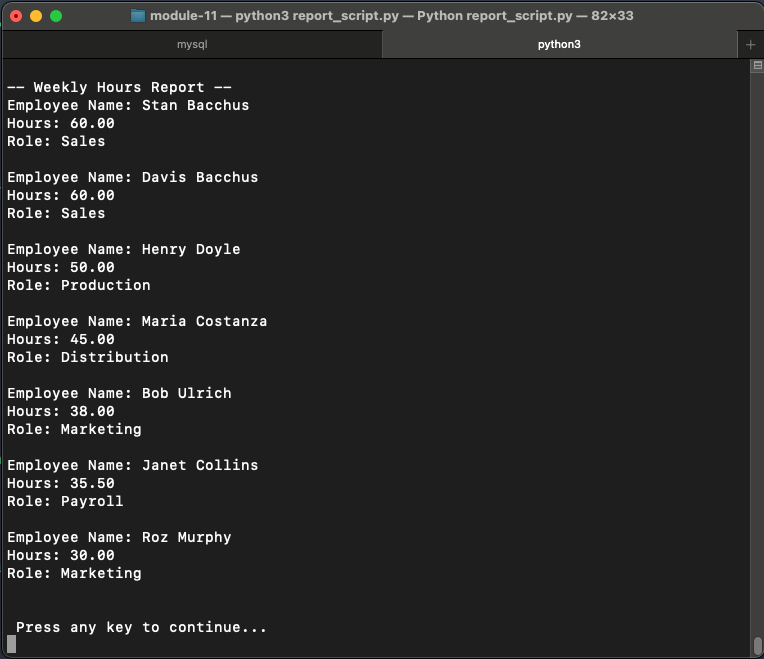 module-11 — python3 report_script.py — Python report_script.py — 82×33
mysql
python3
+
-- Weekly Hours Report --
Employee Name: Stan Bacchus
Hours: 60.00
Role: Sales
Employee Name: Davis Bacchus
Hours: 60.00
Role: Sales
Employee Name: Henry Doyle
Hours: 50.00
Role: Production
Employee Name: Maria Costanza
Hours: 45.00
Role: Distribution
Employee Name: Bob Ulrich
Hours: 38.00
Role: Marketing
Employee Name: Janet Collins
Hours: 35.50
Role: Payroll
Employee Name: Roz Murphy
Hours: 30.00
Role: Marketing
Press any key to continue...